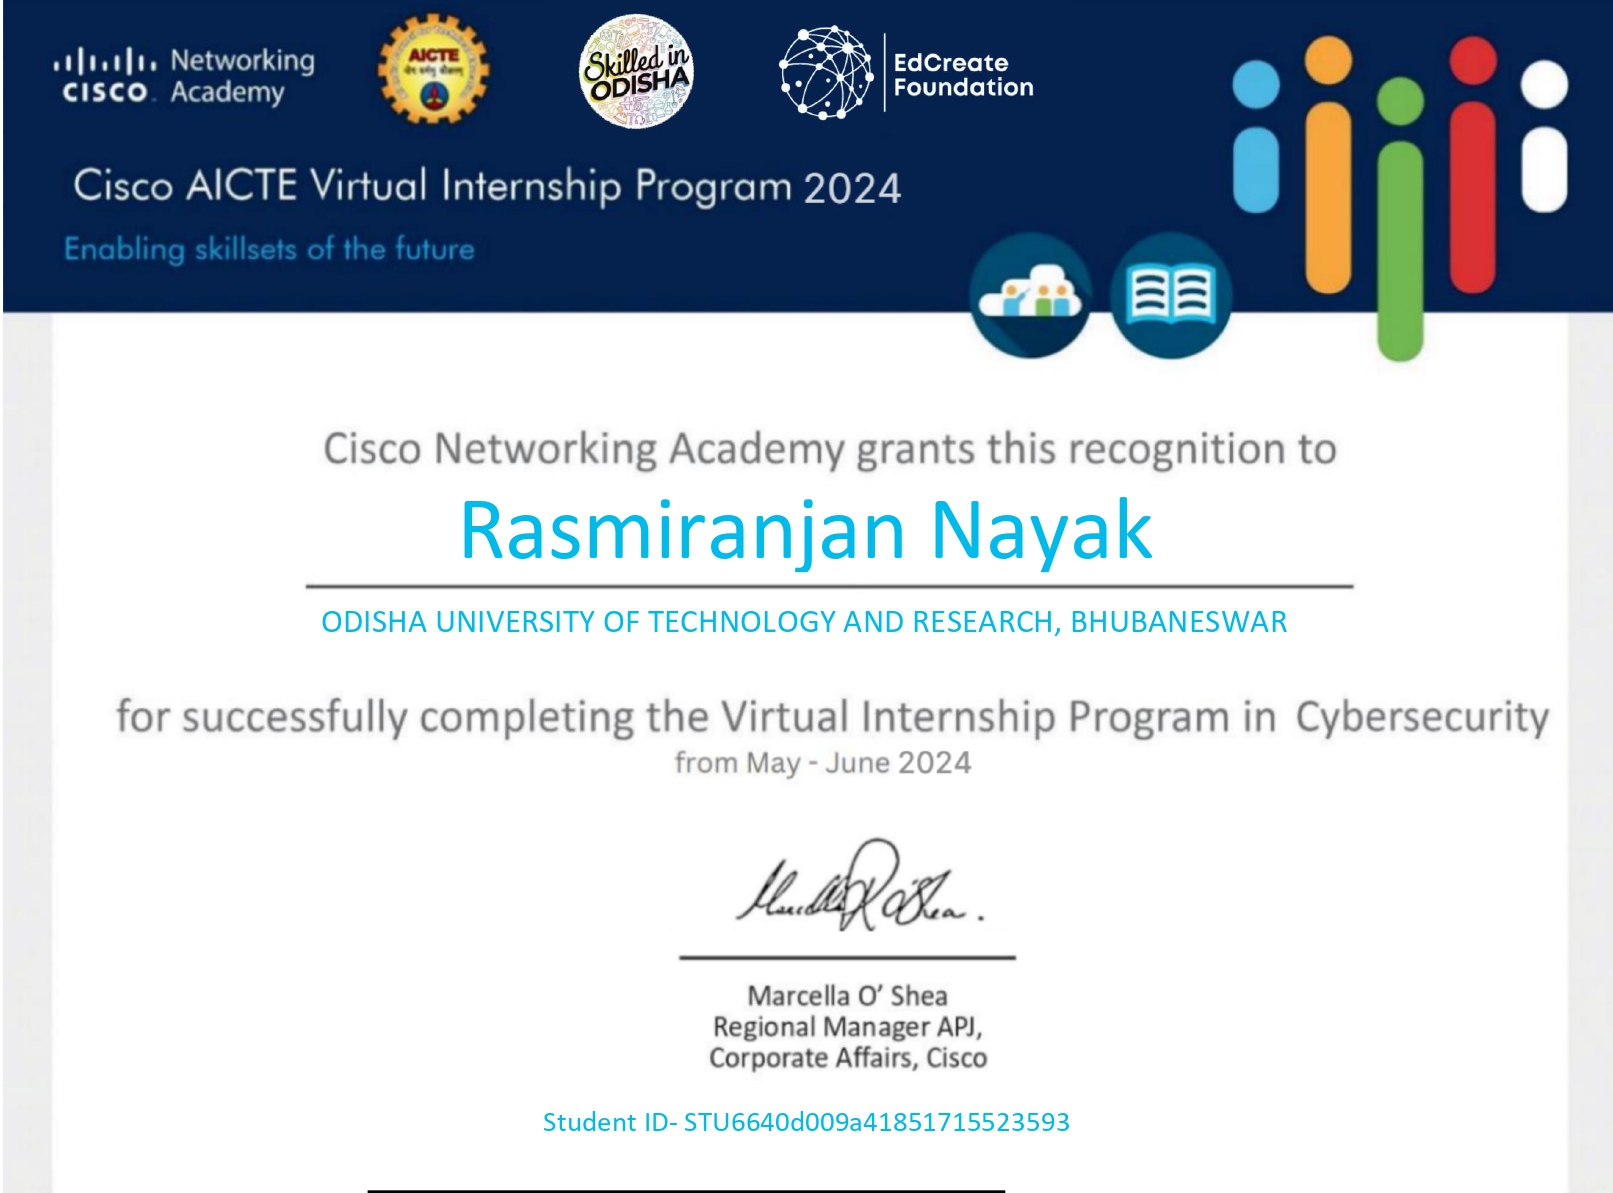 CISCO Networking Academy
AICTE
Skilled in ODISHA
EdCreate Foundation
Cisco AICTE Virtual Internship Program 2024
Enabling skillsets of the future
Cisco Networking Academy grants this recognition to
Rasmiranjan Nayak
ODISHA UNIVERSITY OF TECHNOLOGY AND RESEARCH, BHUBANESWAR
for successfully completing the Virtual Internship Program in Cybersecurity
from May - June 2024
Marcella O' Shea
Regional Manager APJ,
Corporate Affairs, Cisco
Student ID- STU6640d009a41851715523593